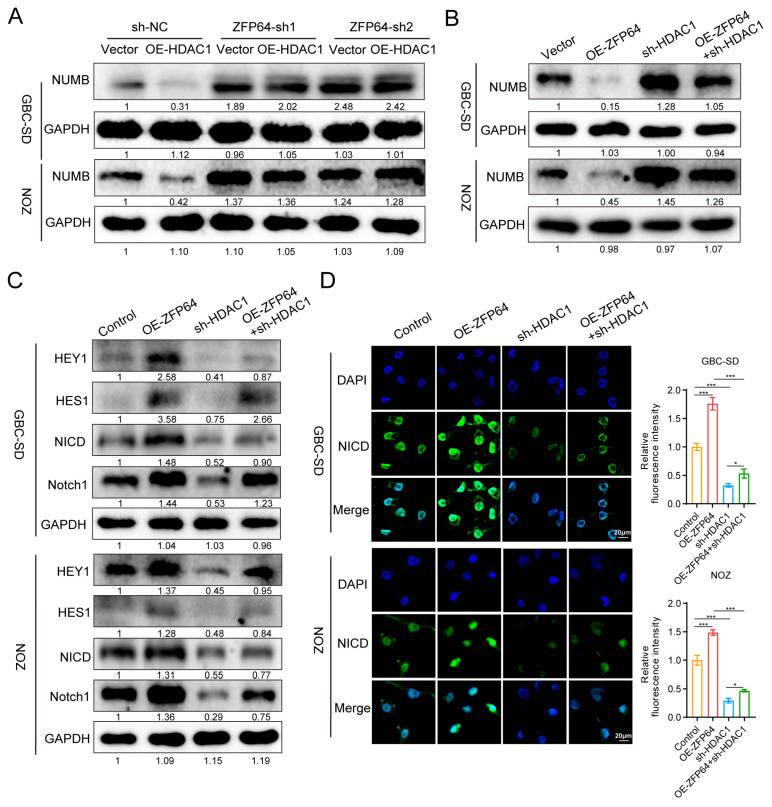 A
sh-NC ZFP64-sh1 ZFP64-sh2
Vector OE-HDAC1 Vector OE-HDAC1 Vector OE-HDAC1
GBC-SD
NUMB
1 0.31 1.89 2.02 2.48 2.42
GAPDH
1 1.12 0.96 1.05 1.03 1.01
NOZ
NUMB
1 0.42 1.37 1.36 1.24 1.28
GAPDH
1 1.10 1.10 1.05 1.03 1.09
B
Vector OE-ZFP64 sh-HDAC1 OE-ZFP64
+sh-HDAC1
GBC-SD
NUMB
1 0.15 1.28 1.05
GAPDH
1 1.03 1.00 0.94
NOZ
NUMB
1 0.45 1.45 1.26
GAPDH
1 0.98 0.97 1.07
C
Control OE-ZFP64 sh-HDAC1 OE-ZFP64
+sh-HDAC1
GBC-SD
HEY1
1 2.58 0.41 0.87
HES1
1 3.58 0.75 2.66
NICD
1 1.48 0.52 0.90
Notch1
1 1.44 0.53 1.23
GAPDH
1 1.04 1.03 0.96
NOZ
HEY1
1 1.37 0.45 0.95
HES1
1 1.28 0.48 0.84
NICD
1 1.31 0.55 0.77
Notch1
1 1.36 0.29 0.75
GAPDH
1 1.09 1.15 1.19
D
Control OE-ZFP64 sh-HDAC1 OE-ZFP64
+sh-HDAC1
GBC-SD
DAPI
NICD
Merge
20μm
NOZ
DAPI
NICD
Merge
20μm
GBC-SD
Relative
fluorescence intensity
2.0
1.5
1.0
0.5
0.0
***
***
***
*
Control
OE-ZFP64
sh-HDAC1
OE-ZFP64+sh-HDAC1
NOZ
Relative
fluorescence intensity
2.0
1.5
1.0
0.5
0.0
***
***
***
*
Control
OE-ZFP64
sh-HDAC1
OE-ZFP64+sh-HDAC1